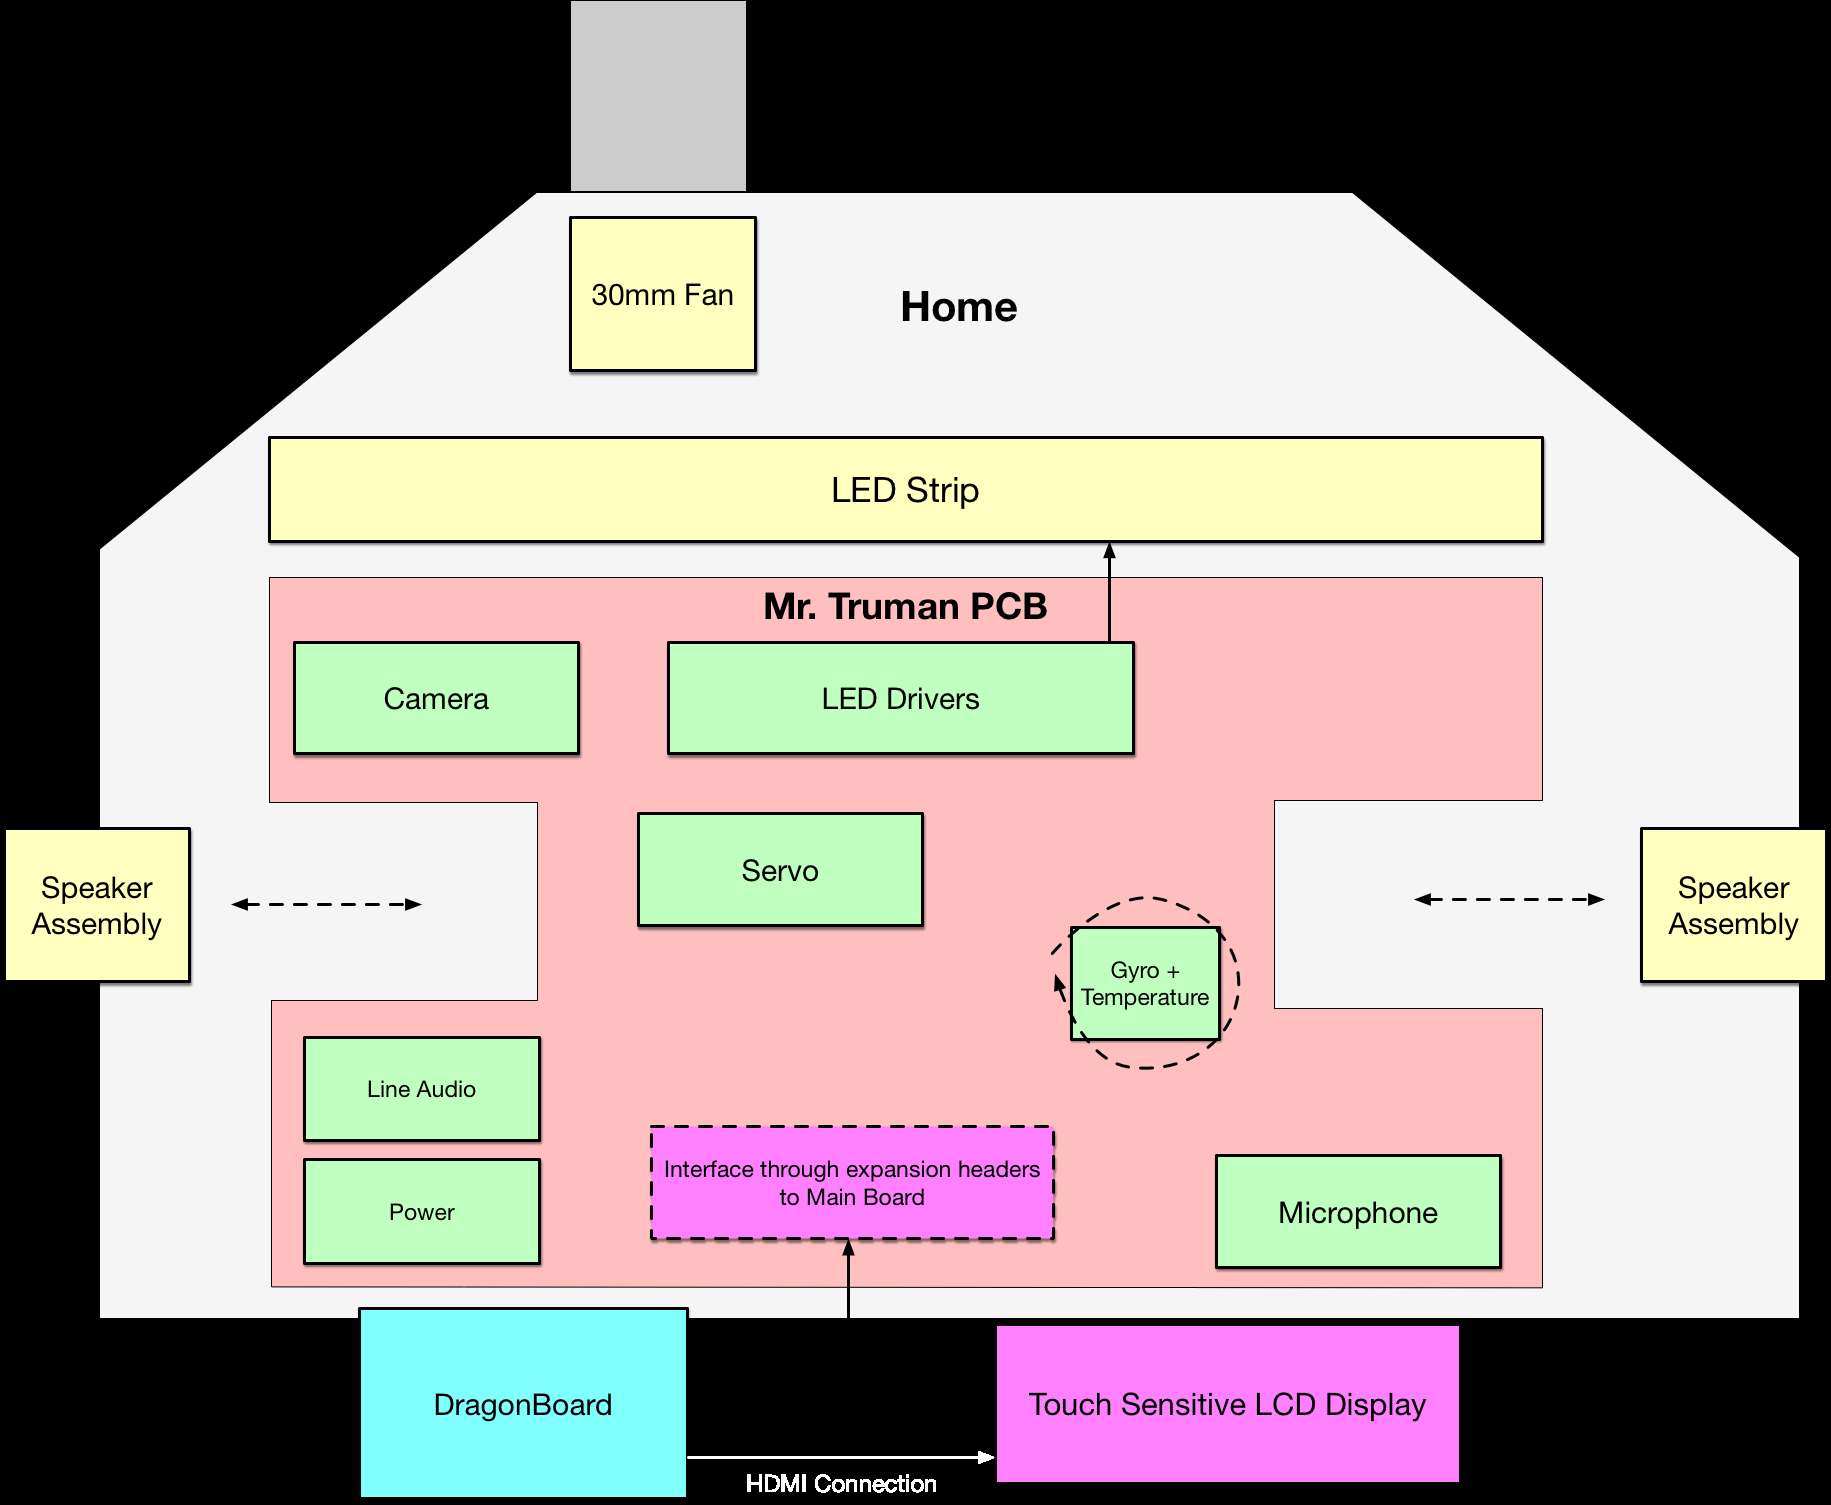 30mm Fan
Home
LED Strip
Mr. Truman PCB
Camera
LED Drivers
Servo
Speaker
Assembly
Speaker
Assembly
Gyro +
Temperature
Line Audio
Interface through expansion headers
to Main Board
Power
Microphone
DragonBoard
Touch Sensitive LCD Display
HDMI Connection